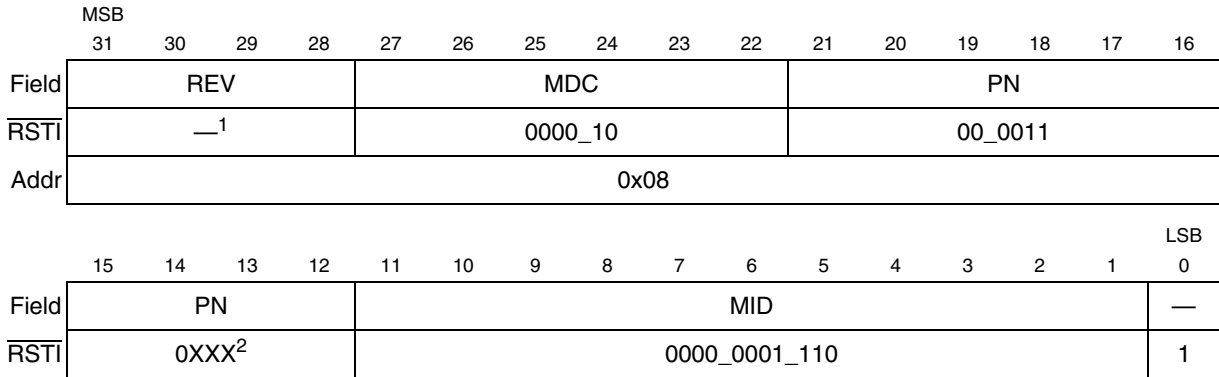 MSB
31 30 29 28 27 26 25 24 23 22 21 20 19 18 17 16
Field REV MDC PN
RSTI —1 0000_10 00_0011
Addr 0x08
LSB
15 14 13 12 11 10 9 8 7 6 5 4 3 2 1 0
Field PN MID —
RSTI 0XXX2 0000_0001_110 1